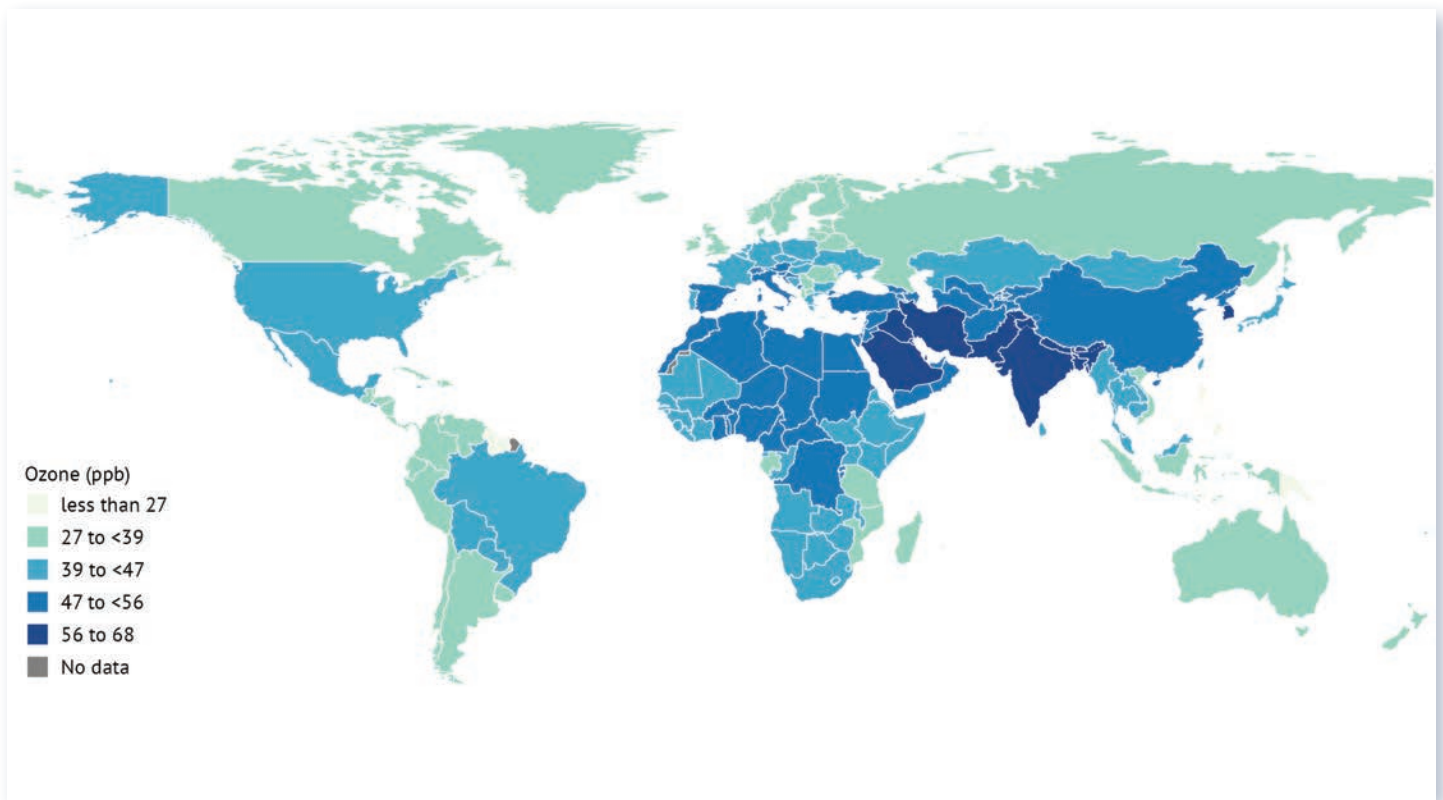 Ozone (ppb)
less than 27
27 to <39
39 to <47
47 to <56
56 to 68
No data